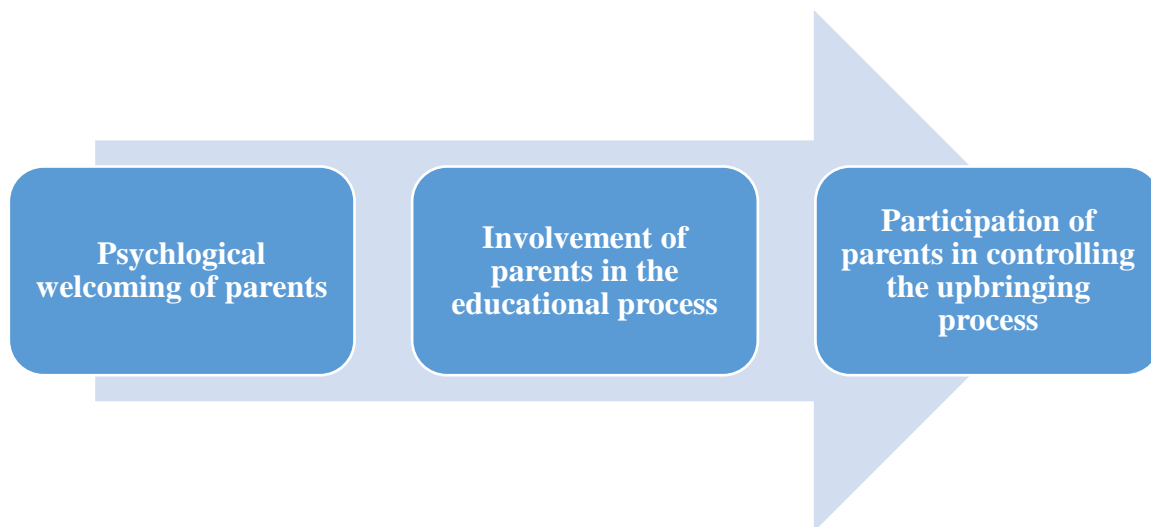 Psychlogical
welcoming of parents
Involvement of
parents in the
educational process
Participation of
parents in controlling
the upbringing
process